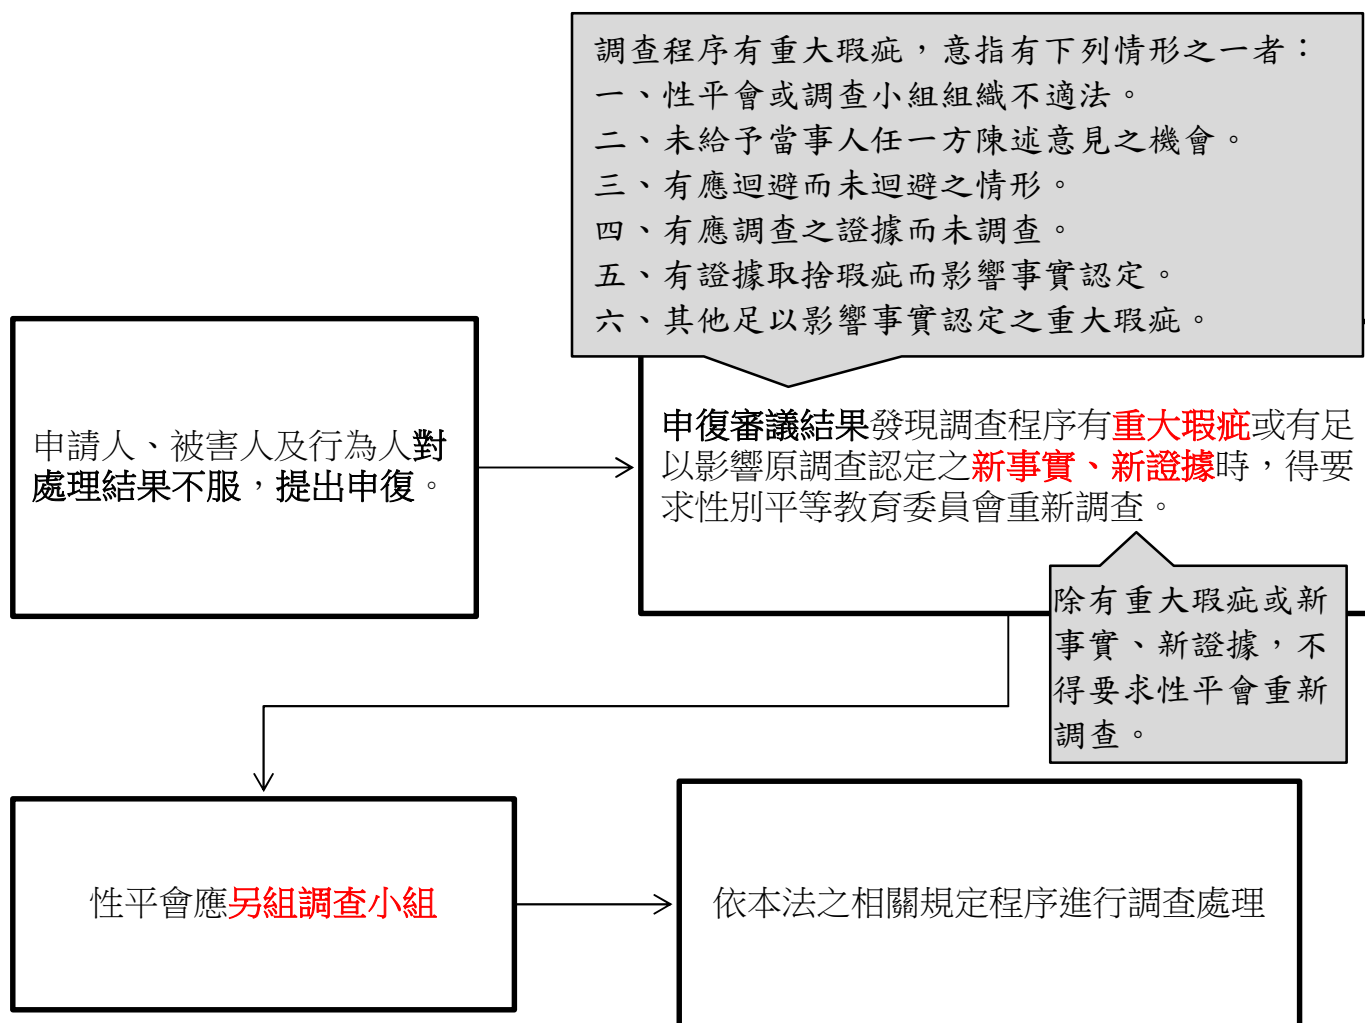 調查程序有重大瑕疵，意指有下列情形之一者：
一、性平會或調查小組組織不適法。
二、未給予當事人任一方陳述意見之機會。
三、有應迴避而未迴避之情形。
四、有應調查之證據而未調查。
五、有證據取捨瑕疵而影響事實認定。
六、其他足以影響事實認定之重大瑕疵。
申請人、被害人及行為人對
處理結果不服，提出申復。
申復審議結果發現調查程序有重大瑕疵或有足
以影響原調查認定之新事實、新證據時，得要
求性別平等教育委員會重新調查。
除有重大瑕疵或新
事實、新證據，不
得要求性平會重新
調查。
性平會應另組調查小組
依本法之相關規定程序進行調查處理